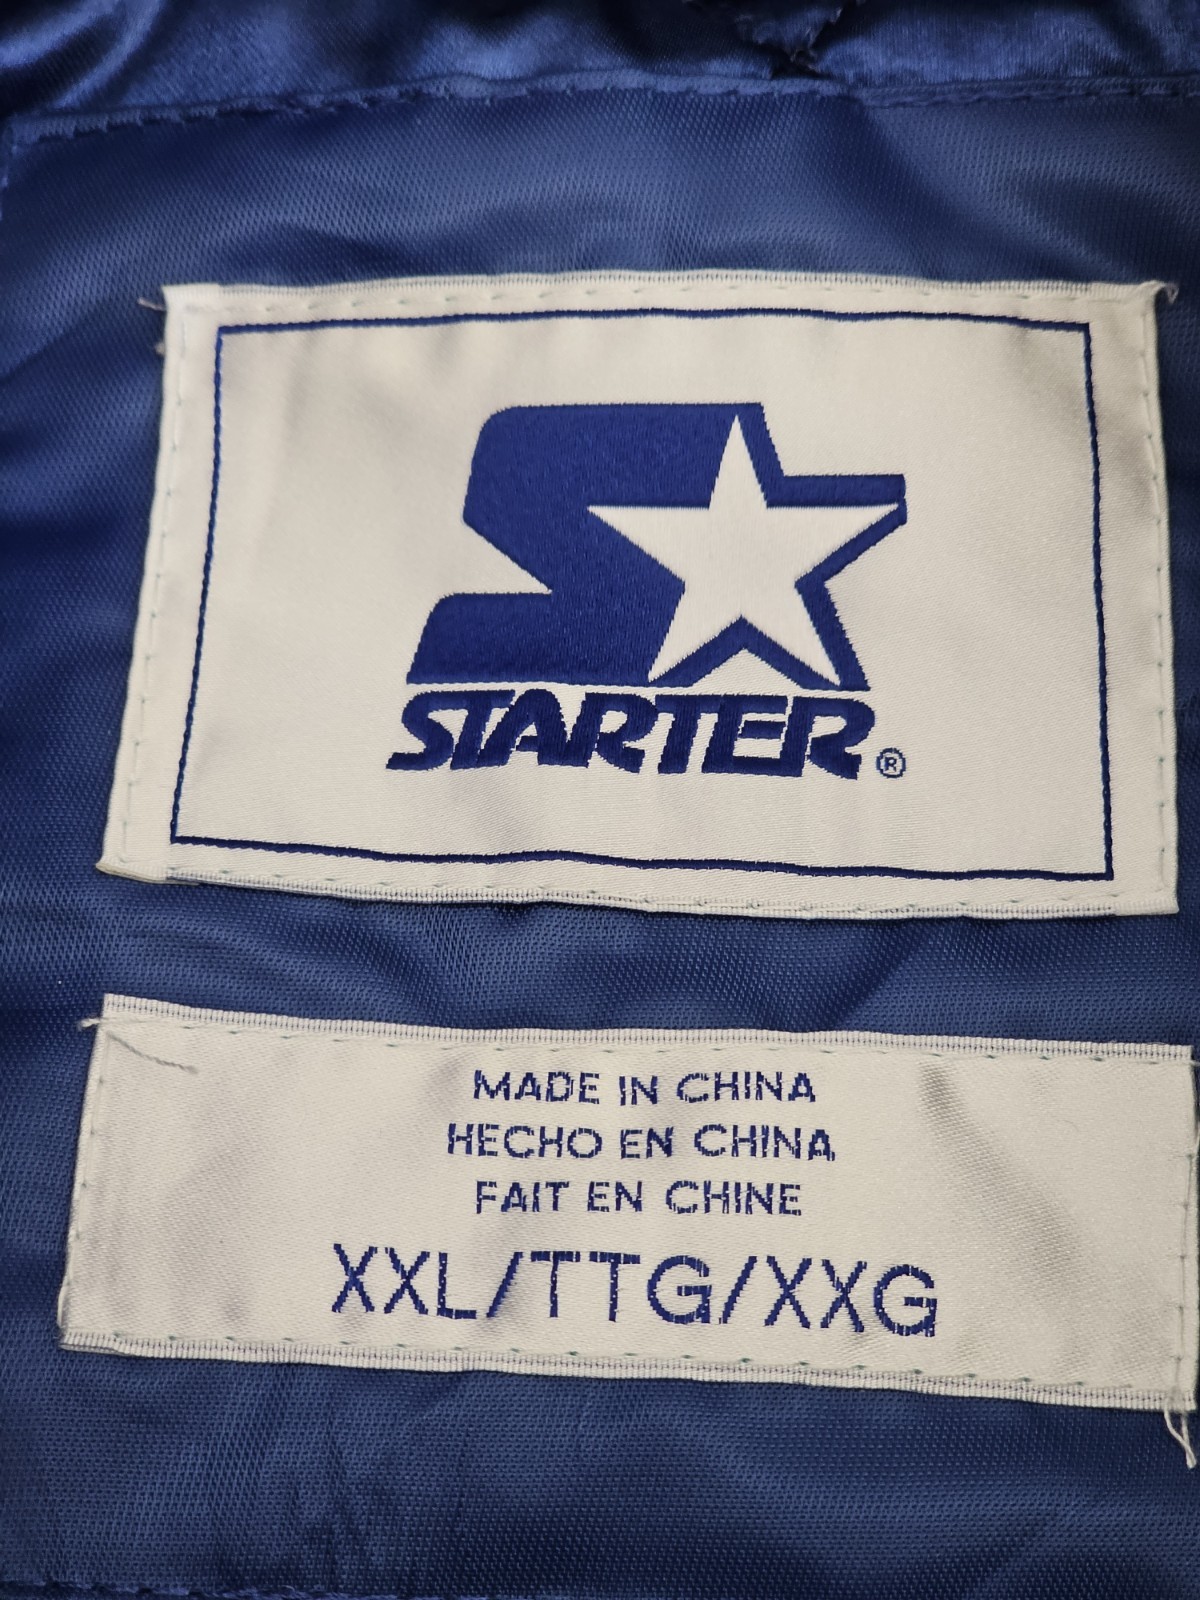 STARTER®
MADE IN CHINA
HECHO EN CHINA
FAIT EN CHINE
XXL/TTG/XXG